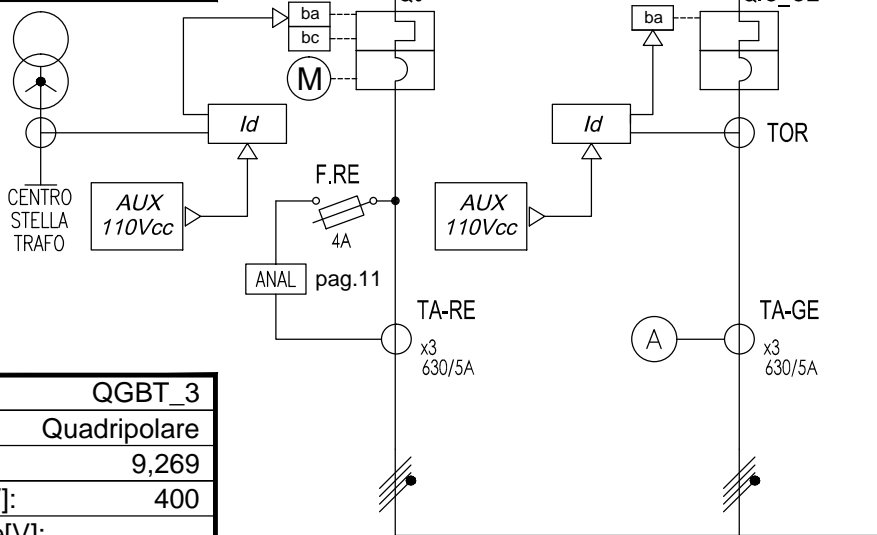 ba
bc
M
Id
CENTRO
STELLA
TRAFO
AUX
110Vcc
F.RE
4A
ANAL pag.11
TA-RE
x3
630/5A
ba
Id
TOR
AUX
110Vcc
A
TA-GE
x3
630/5A
QGBT_3
Quadripolare
9,269
]: 400